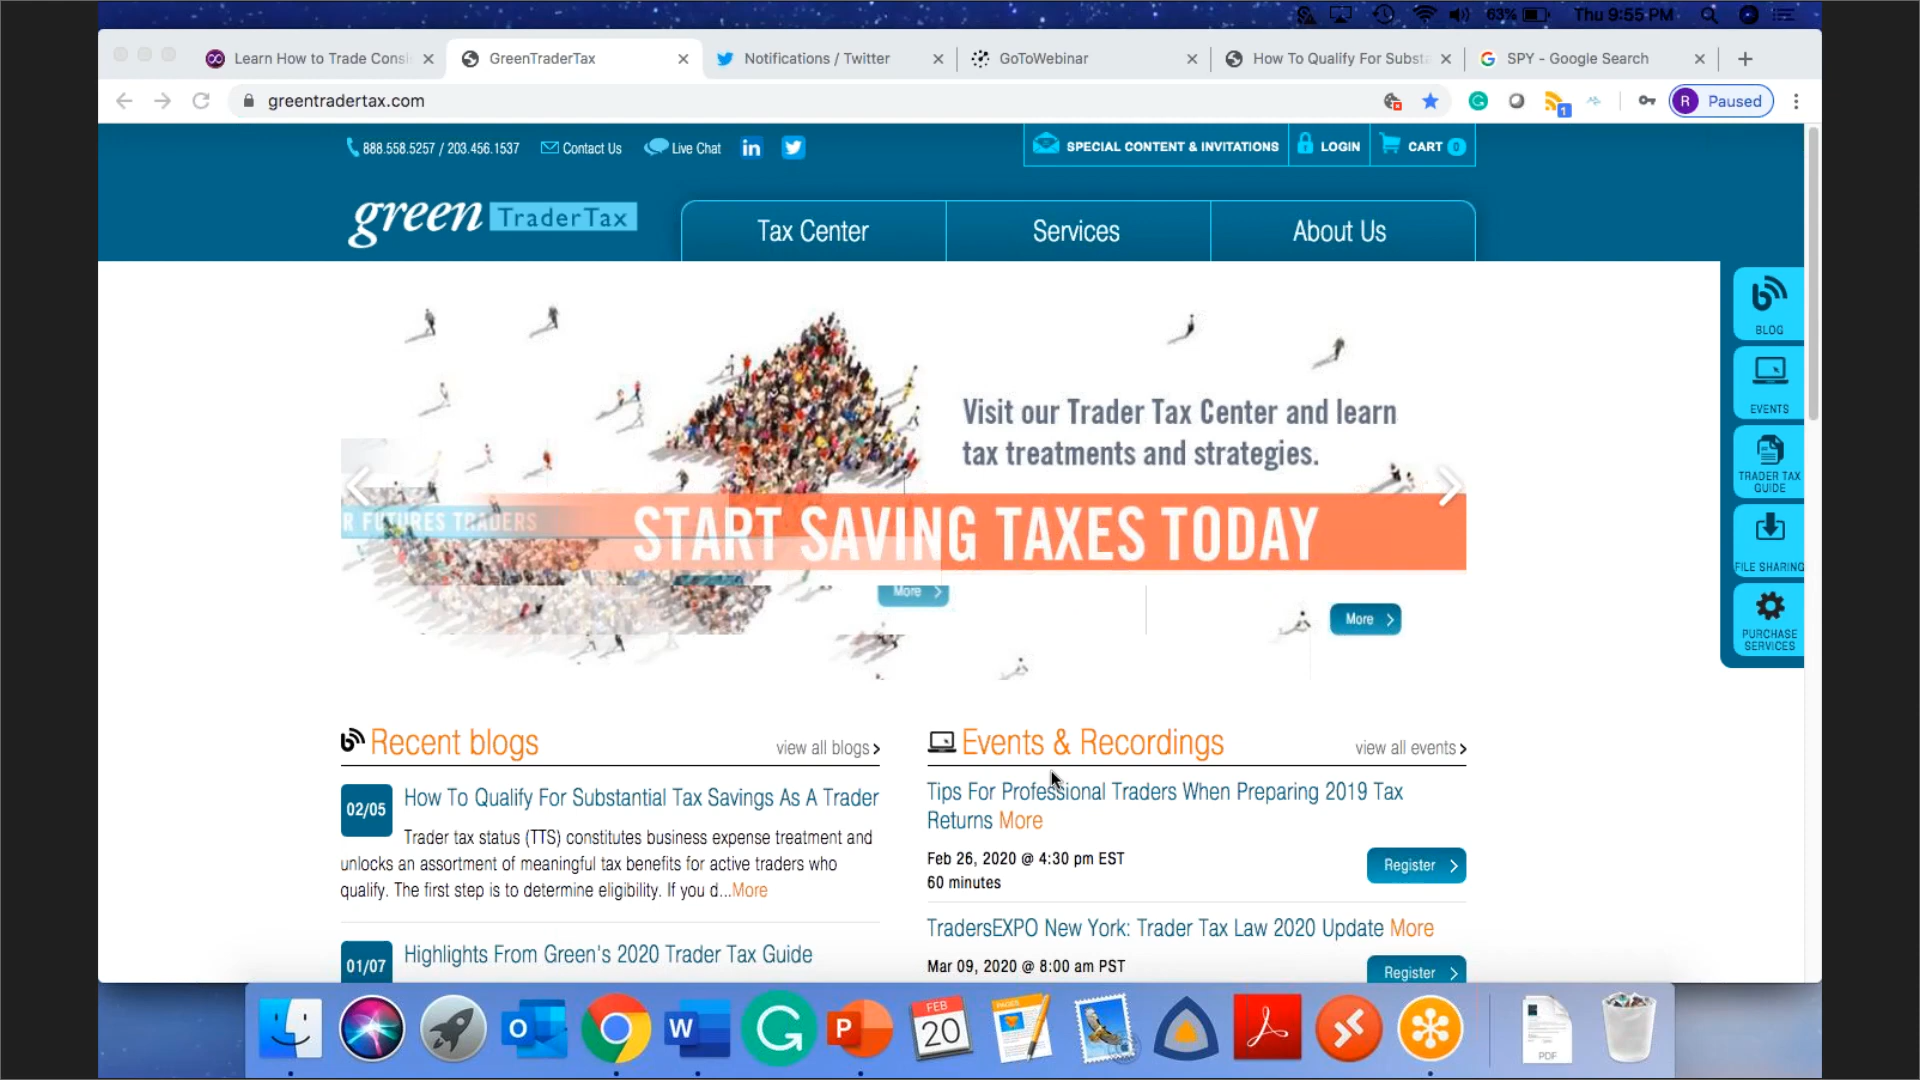 63% Thu 9:55 PM
Learn How to Trade Consi
GreenTraderTax
Notifications / Twitter
GoToWebinar
How To Qualify For Subst
SPY - Google Search
greentradertax.com
1
R Paused
888.558.5257 / 203.456.1537
Contact Us
Live Chat
in
SPECIAL CONTENT & INVITATIONS
LOGIN
CART 0
green TraderTax
Tax Center
Services
About Us
BLOG
EVENTS
TRADER TAX
GUIDE
FILE SHARING
PURCHASE
SERVICES
Visit our Trader Tax Center and learn
tax treatments and strategies.
R FUTURES TRADERS
START SAVING TAXES TODAY
More
More
Recent blogs
view all blogs
02/05
How To Qualify For Substantial Tax Savings As A Trader
Trader tax status (TTS) constitutes business expense treatment and
unlocks an assortment of meaningful tax benefits for active traders who
qualify. The first step is to determine eligibility. If you d...More
01/07
Highlights From Green's 2020 Trader Tax Guide
Events & Recordings
view all events
Tips For Professional Traders When Preparing 2019 Tax
Returns More
Feb 26, 2020 @ 4:30 pm EST
60 minutes
Register
TradersEXPO New York: Trader Tax Law 2020 Update More
Mar 09, 2020 @ 8:00 am PST
Register
O
W
G
P
FEB
20
PAGES
PDF